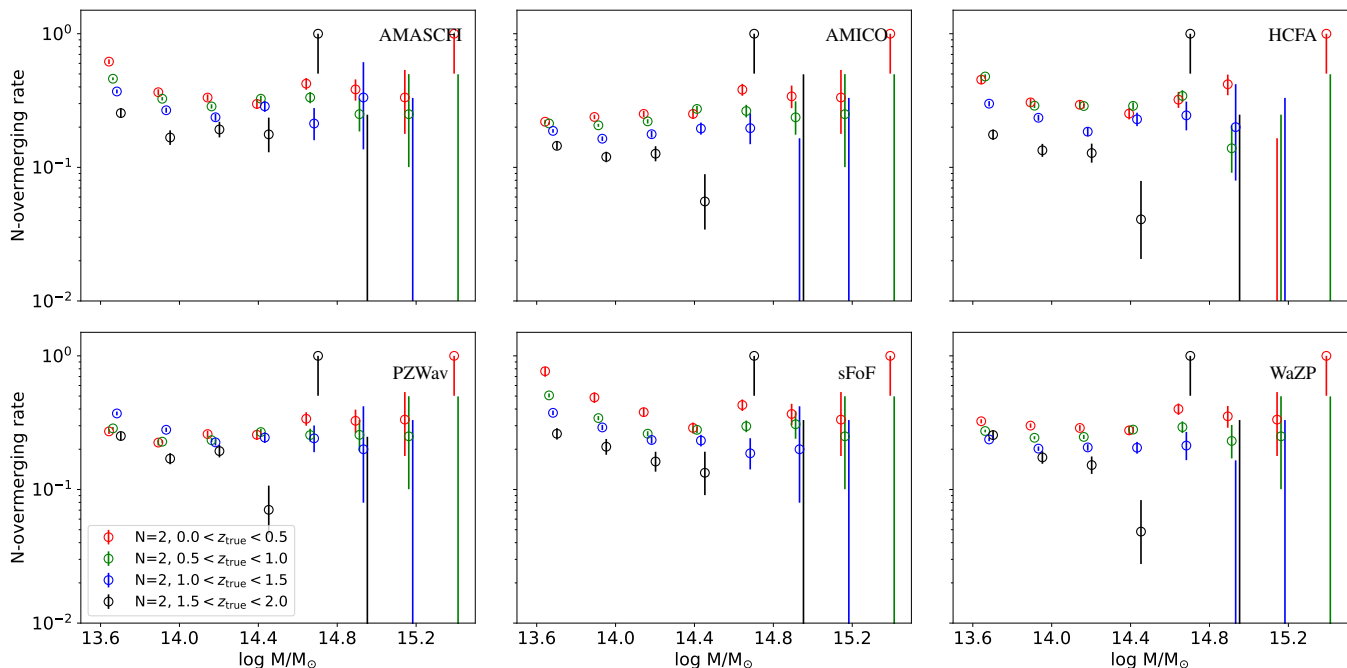 AMASCFI
AMICO
HCFA
N-overmerging rate
10⁰
10⁻¹
10⁻²
PZWav
sFoF
WaZP
N-overmerging rate
10⁰
10⁻¹
10⁻²
N=2, 0.0 < z_true < 0.5
N=2, 0.5 < z_true < 1.0
N=2, 1.0 < z_true < 1.5
N=2, 1.5 < z_true < 2.0
13.6 14.0 14.4 14.8 15.2
13.6 14.0 14.4 14.8 15.2
13.6 14.0 14.4 14.8 15.2
log M/M⊙
log M/M⊙
log M/M⊙